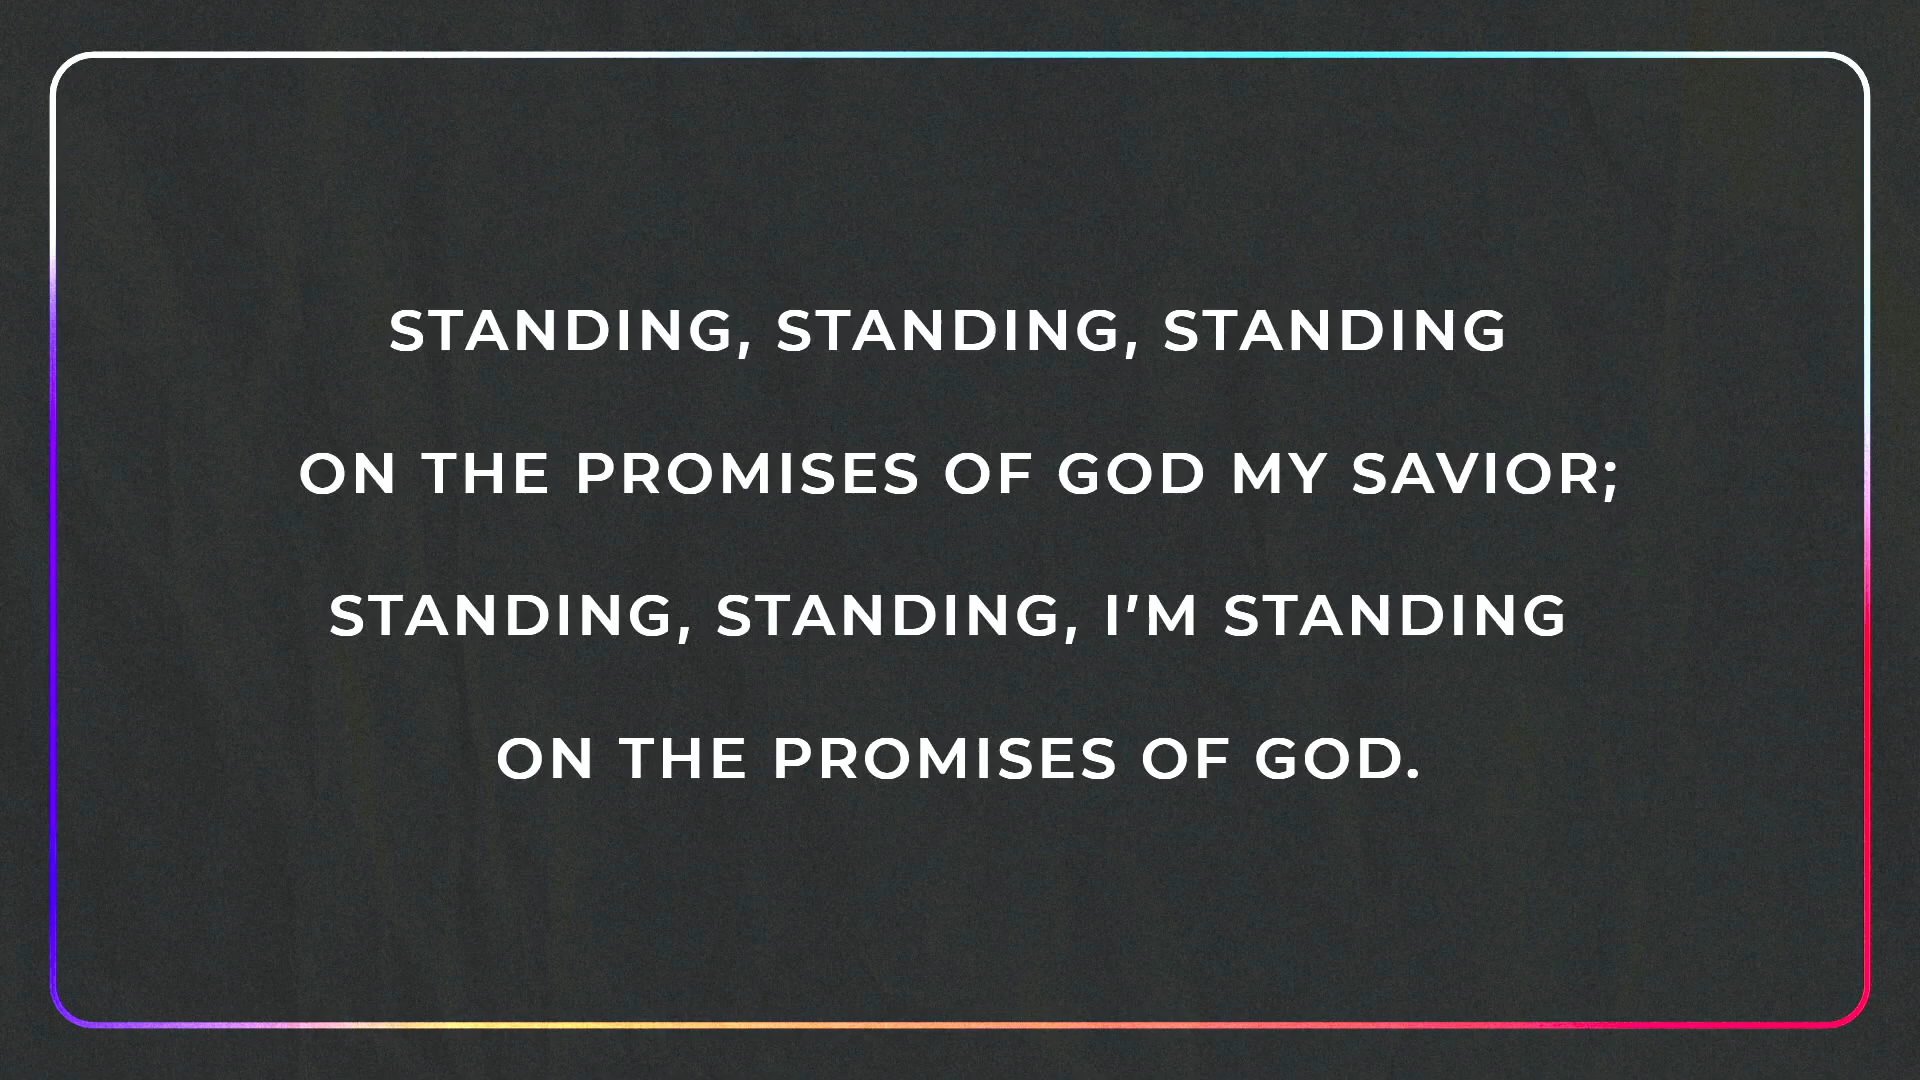 STANDING, STANDING, STANDING
ON THE PROMISES OF GOD MY SAVIOR;
STANDING, STANDING, I’M STANDING
ON THE PROMISES OF GOD.